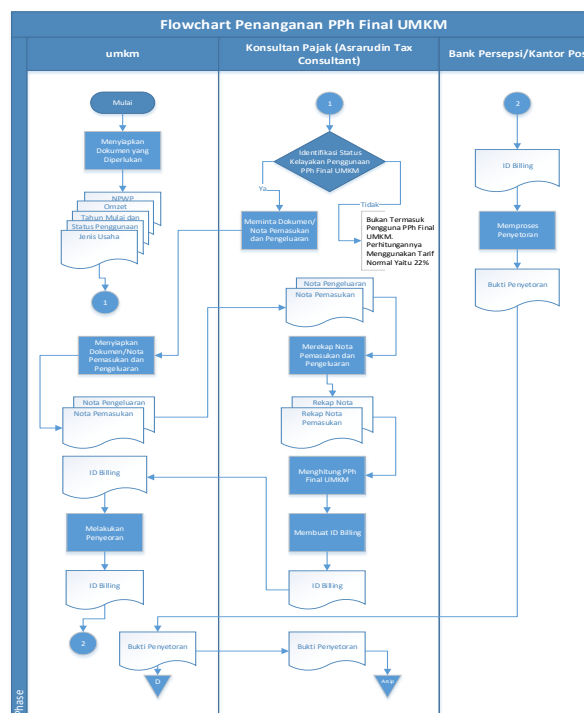 Flowchart Penanganan PPh Final UMKM
umkm
Konsultan Pajak (Asrarudin Tax
Consultant)
Bank Persepsi/Kantor Pos
Mulai
Menyiapkan
Dokumen yang
Diperlukan
NPWP
Omzet
Tahun Mulai dan
Status Penggunaan
Jenis Usaha
1
Menyiapkan
Dokumen/Nota
Pemasukan dan
Pengeluaran
Nota Pengeluaran
Nota Pemasukan
ID Billing
Melakukan
Penyeoran
ID Billing
2
Bukti Penyetoran
D
1
Identifikasi Status
Kelayakan Penggunaan
PPh Final UMKM
Ya
Tidak
Meminta Dokumen/
Nota Pemasukan
dan Pengeluaran
Bukan Termasuk
Pengguna PPh Final
UMKM.
Perhitungannya
Menggunakan Tarif
Normal Yaitu 22%
Nota Pengeluaran
Nota Pemasukan
Merekap Nota
Pemasukan dan
Pengeluaran
Rekap Nota
Rekap Nota
Pemasukan
Menghitung PPh
Final UMKM
Membuat ID Billing
ID Billing
Bukti Penyetoran
Arsip
2
ID Billing
Memproses
Penyetoran
Bukti Penyetoran
Phase